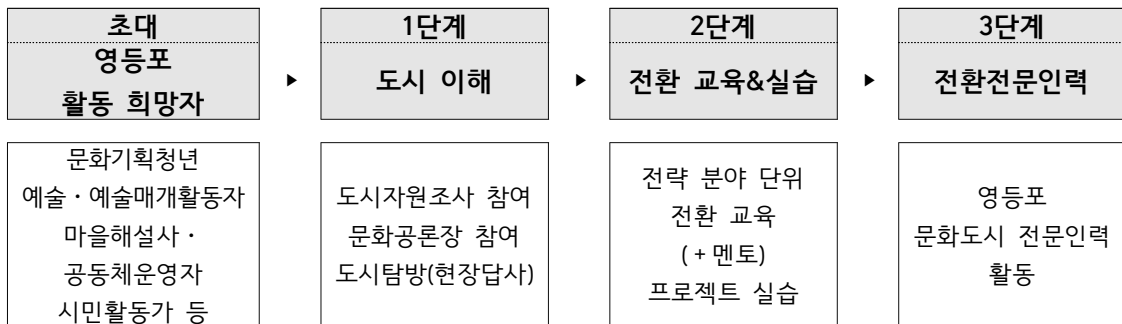 초대
영등포
활동 희망자
▶
1단계
도시 이해
▶
2단계
전환 교육&실습
▶
3단계
전환전문인력
문화기획청년
예술·예술매개활동자
마을해설사·
공동체운영자
시민활동가 등
도시자원조사 참여
문화공론장 참여
도시탐방(현장답사)
전략 분야 단위
전환 교육
(+멘토)
프로젝트 실습
영등포
문화도시 전문인력
활동